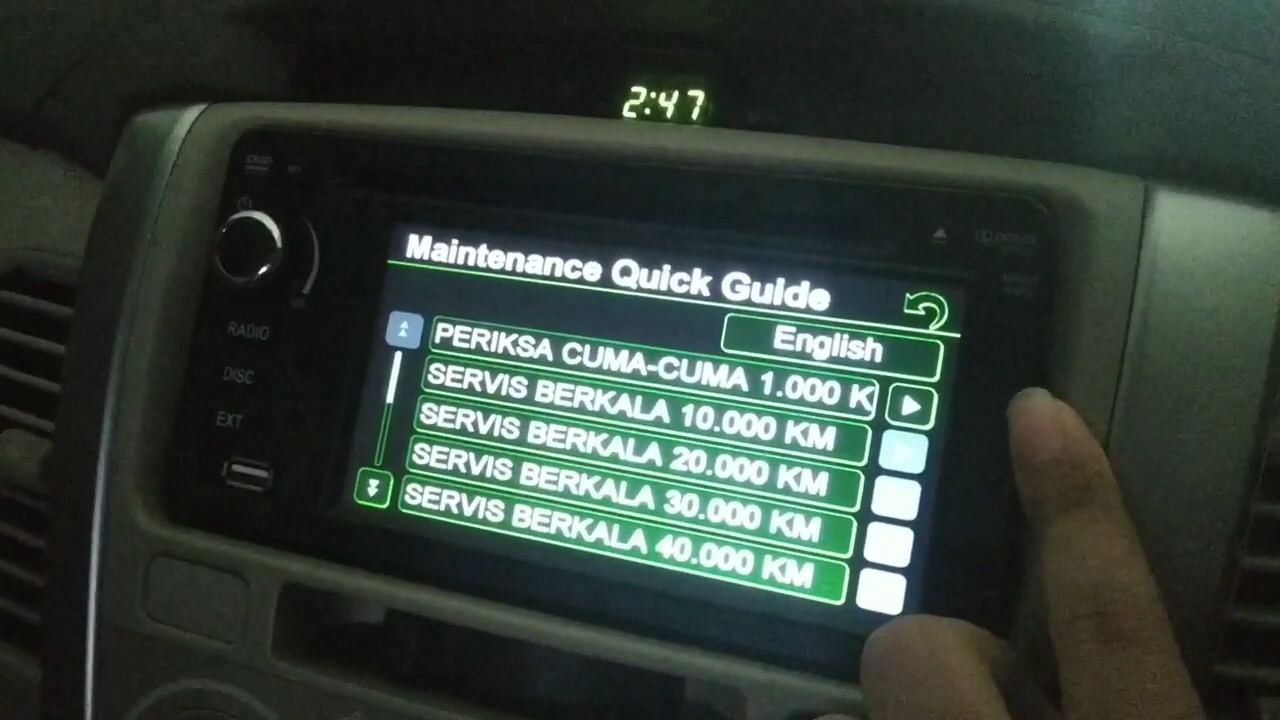 2:47
Maintenance Quick Guide
English
PERIKSA CUMA-CUMA 1.000 K
SERVIS BERKALA 10.000 KM
SERVIS BERKALA 20.000 KM
SERVIS BERKALA 30.000 KM
SERVIS BERKALA 40.000 KM
RADIO
DISC
EXT